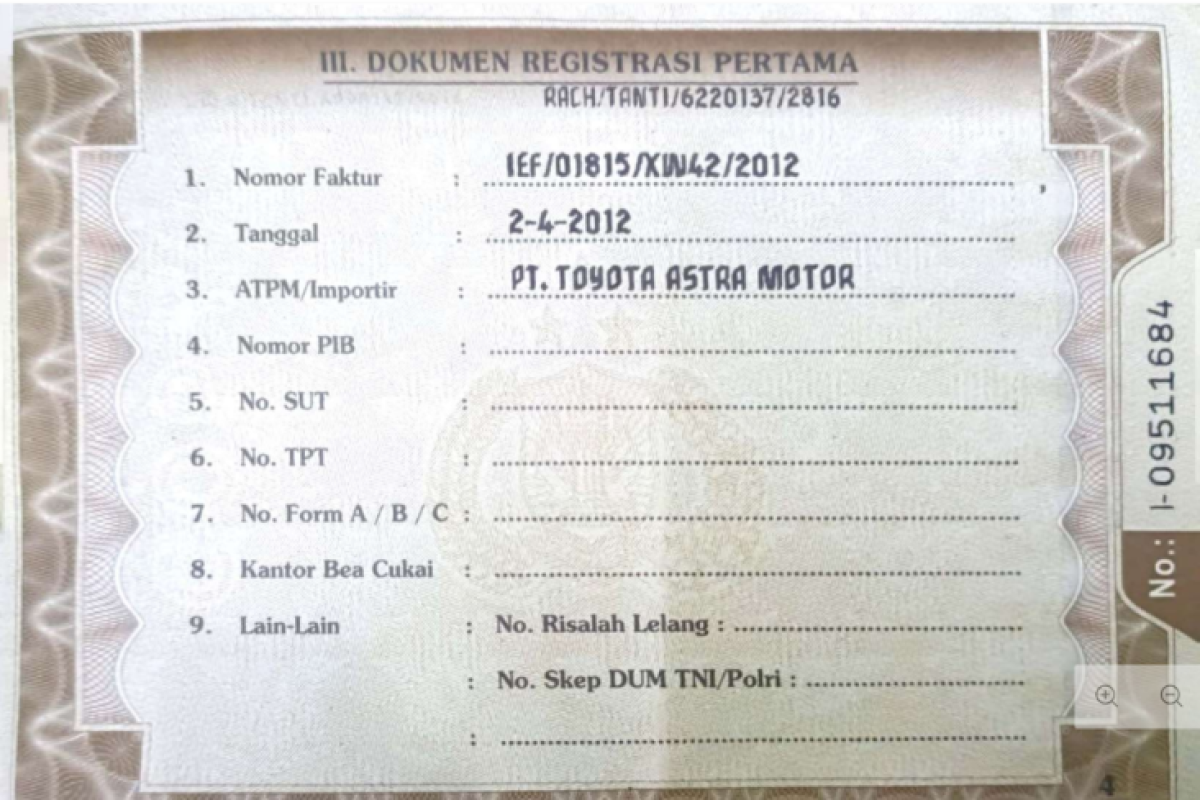 III. DOKUMEN REGISTRASI PERTAMA
RACH/TANTI/6220137/2816
1. Nomor Faktur : IEF/01815/XIW42/2012
2. Tanggal : 2-4-2012
3. ATPM/Importir : PT. TOYOTA ASTRA MOTOR
4. Nomor PIB :
5. No. SUT :
6. No. TPT :
7. No. Form A / B / C :
8. Kantor Bea Cukai :
9. Lain-Lain : No. Risalah Lelang :
: No. Skep DUM TNI/Polri :
:
No.: I-09511684
4